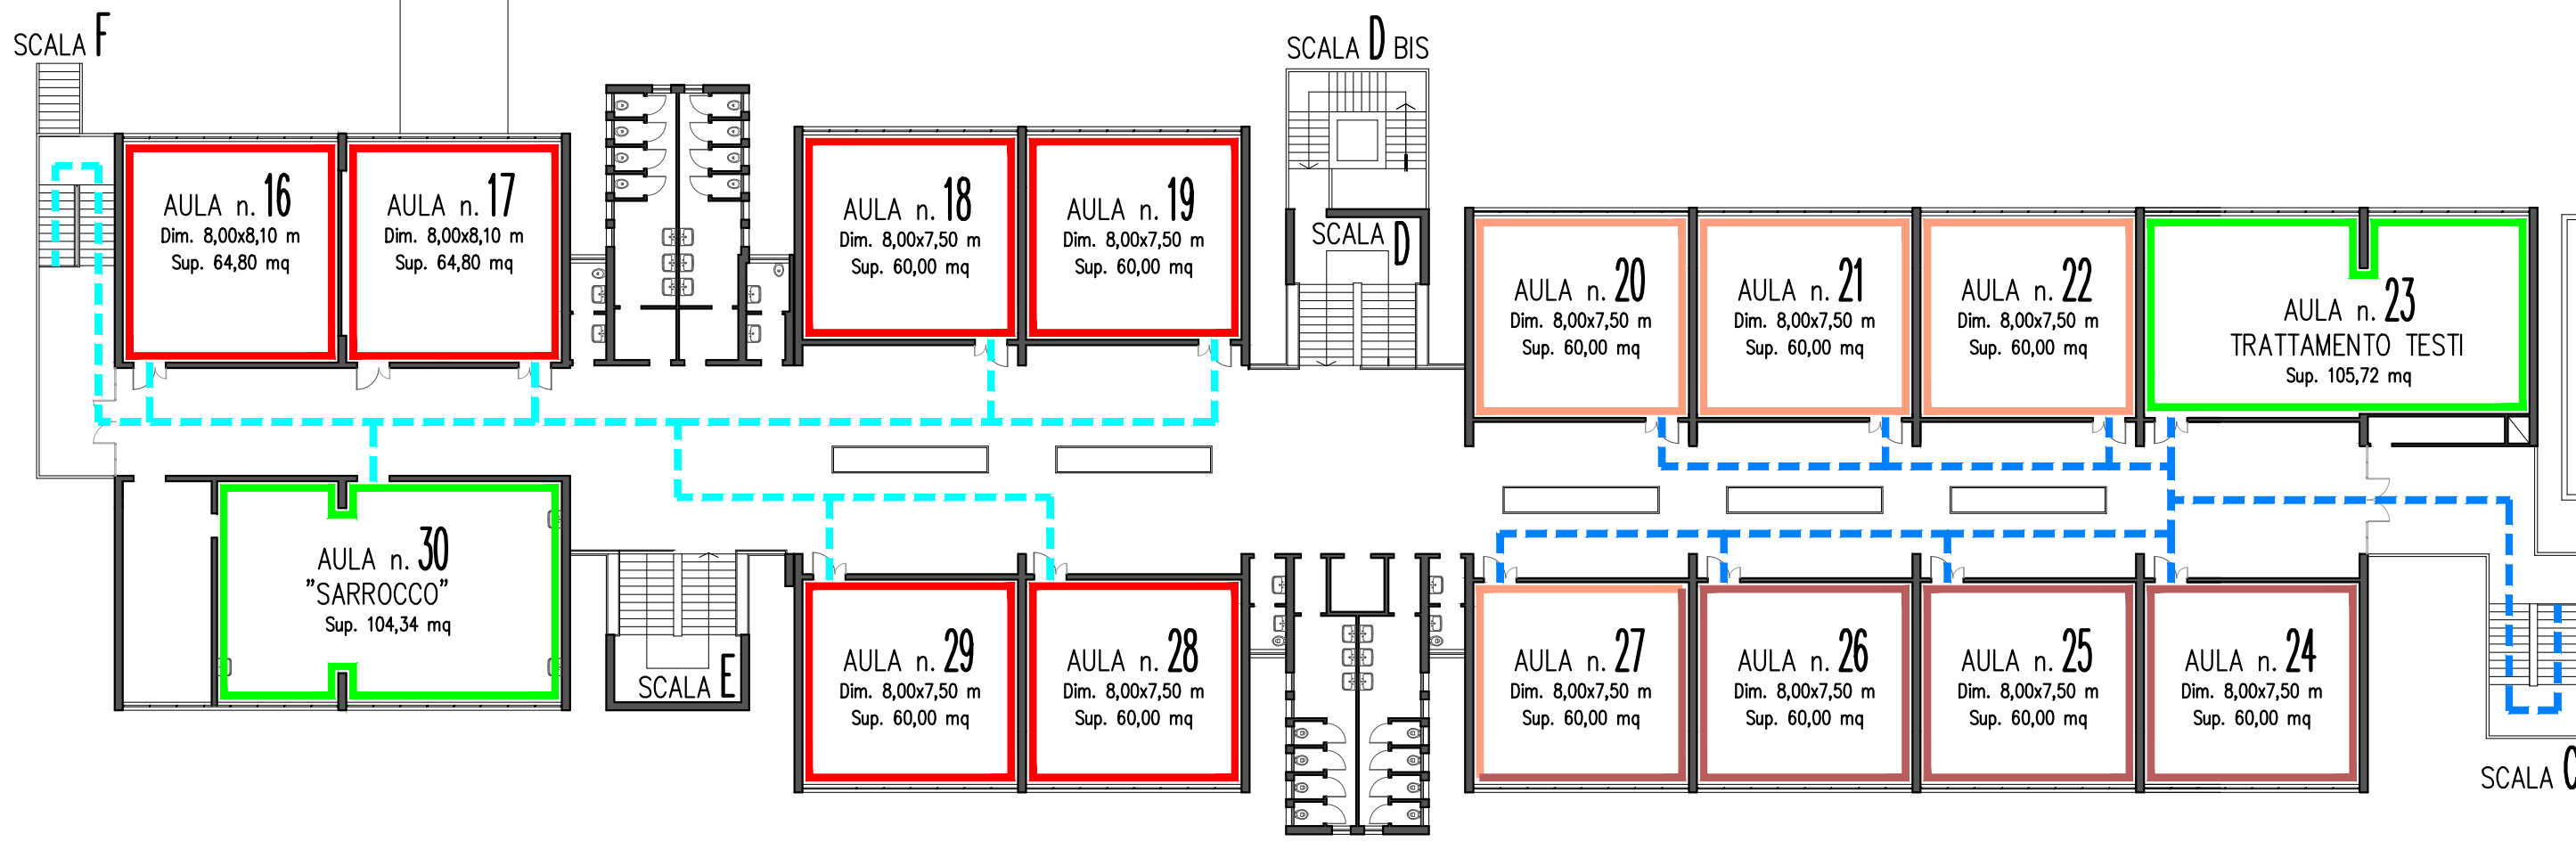 SCALA F
SCALA D BIS
SCALA D
AULA n. 16
Dim. 8,00x8,10 m
Sup. 64,80 mq
AULA n. 17
Dim. 8,00x8,10 m
Sup. 64,80 mq
AULA n. 18
Dim. 8,00x7,50 m
Sup. 60,00 mq
AULA n. 19
Dim. 8,00x7,50 m
Sup. 60,00 mq
AULA n. 20
Dim. 8,00x7,50 m
Sup. 60,00 mq
AULA n. 21
Dim. 8,00x7,50 m
Sup. 60,00 mq
AULA n. 22
Dim. 8,00x7,50 m
Sup. 60,00 mq
AULA n. 23
TRATTAMENTO TESTI
Sup. 105,72 mq
AULA n. 30
"SARROCCO"
Sup. 104,34 mq
SCALA E
AULA n. 29
Dim. 8,00x7,50 m
Sup. 60,00 mq
AULA n. 28
Dim. 8,00x7,50 m
Sup. 60,00 mq
AULA n. 27
Dim. 8,00x7,50 m
Sup. 60,00 mq
AULA n. 26
Dim. 8,00x7,50 m
Sup. 60,00 mq
AULA n. 25
Dim. 8,00x7,50 m
Sup. 60,00 mq
AULA n. 24
Dim. 8,00x7,50 m
Sup. 60,00 mq
SCALA C